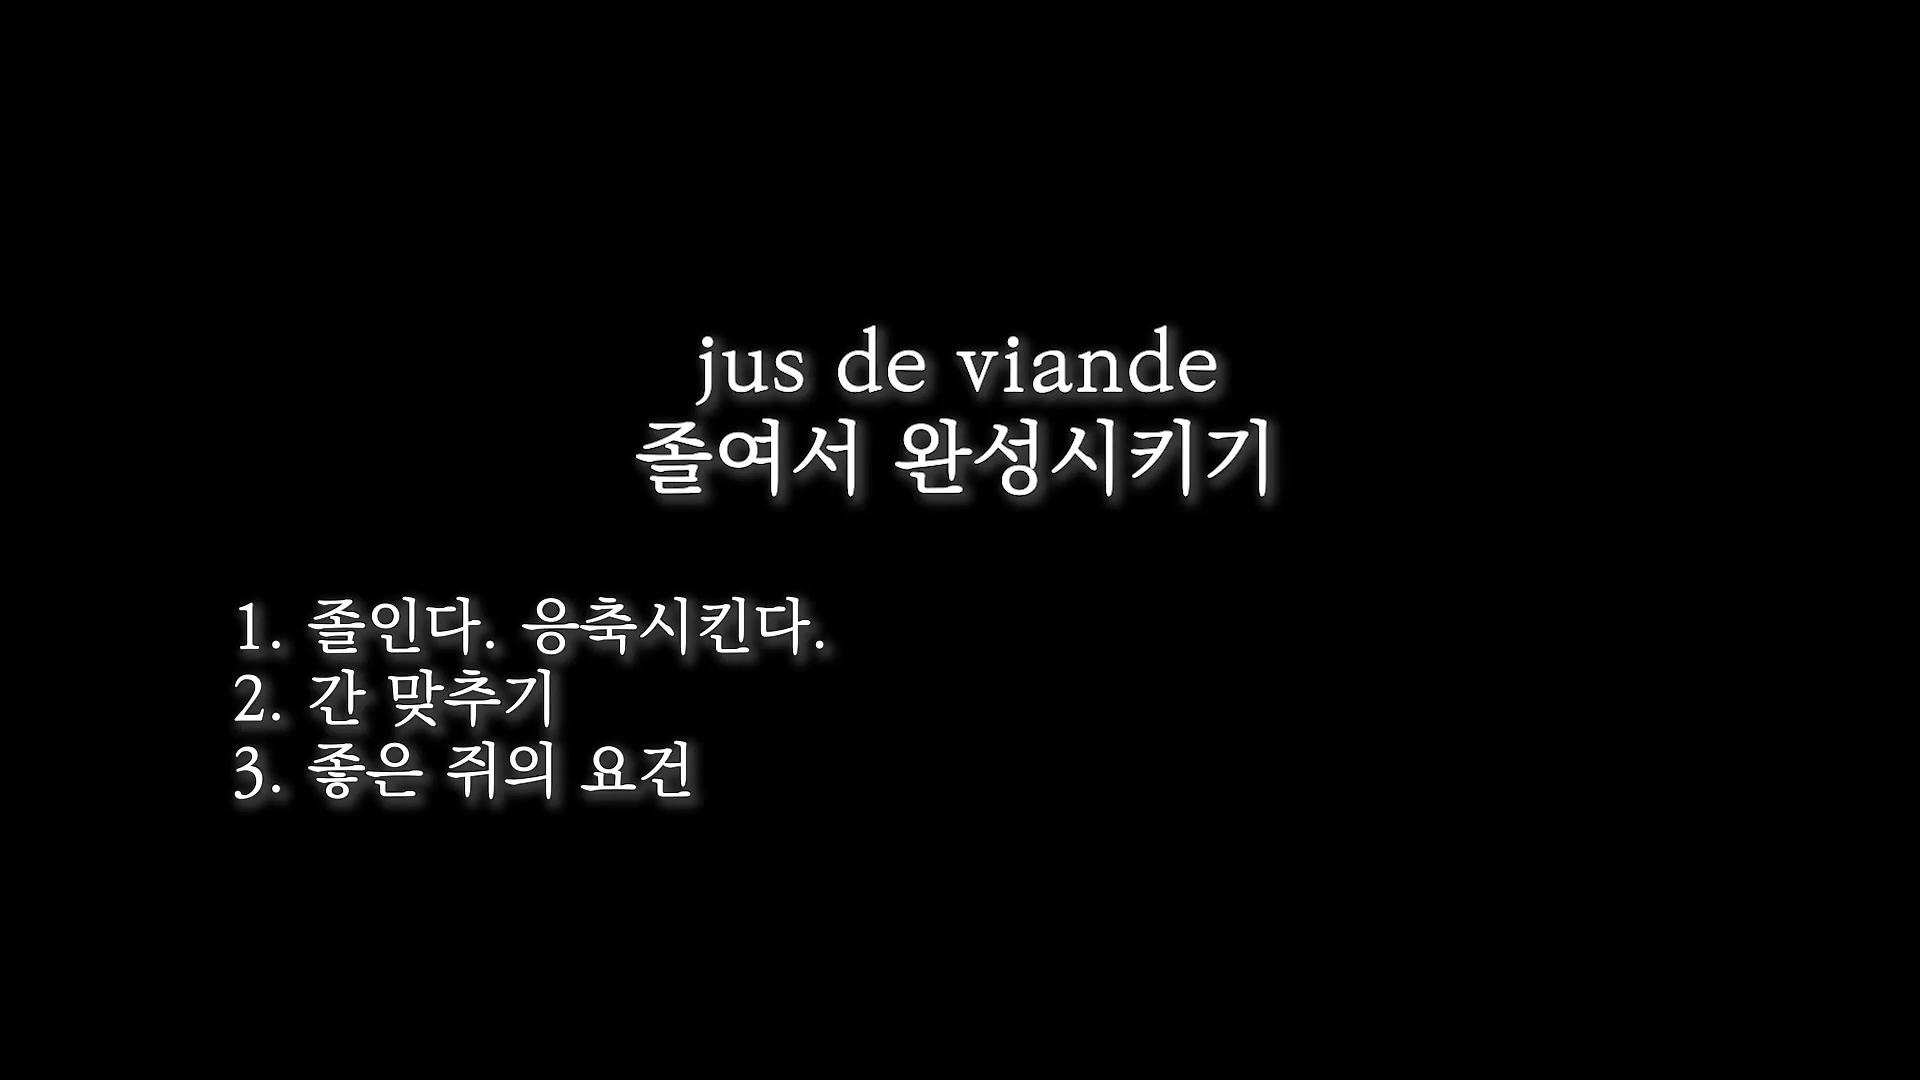 jus de viande
졸여서 완성시키기
1. 졸인다. 응축시킨다.
2. 간 맞추기
3. 좋은 쥐의 요건